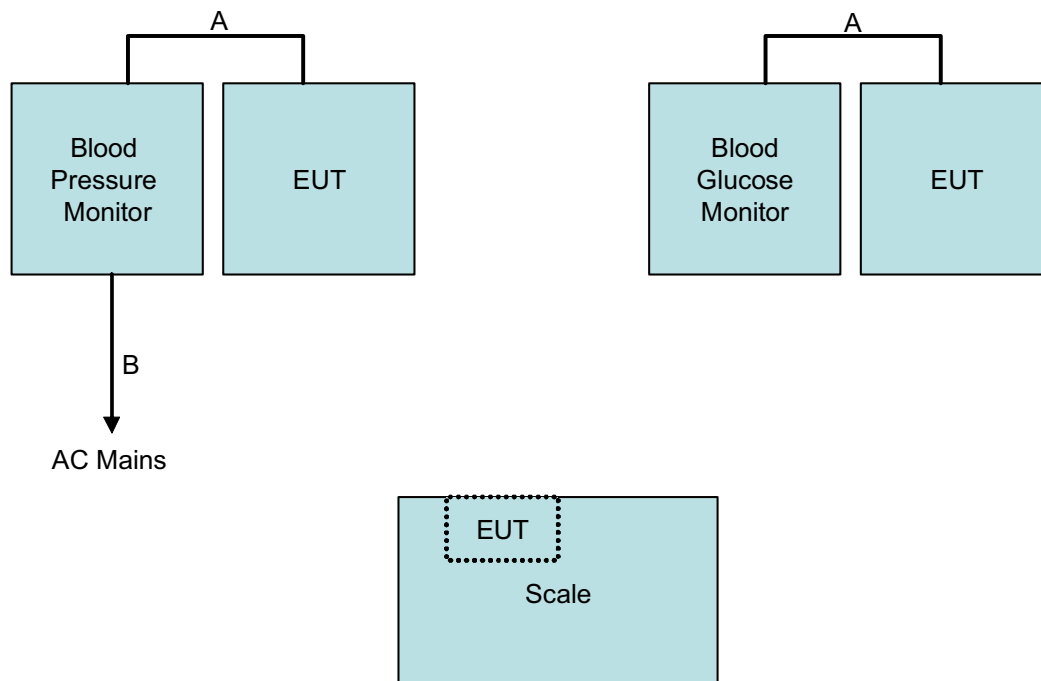 A
Blood
Pressure
Monitor
EUT
B
AC Mains
A
Blood
Glucose
Monitor
EUT
EUT
Scale